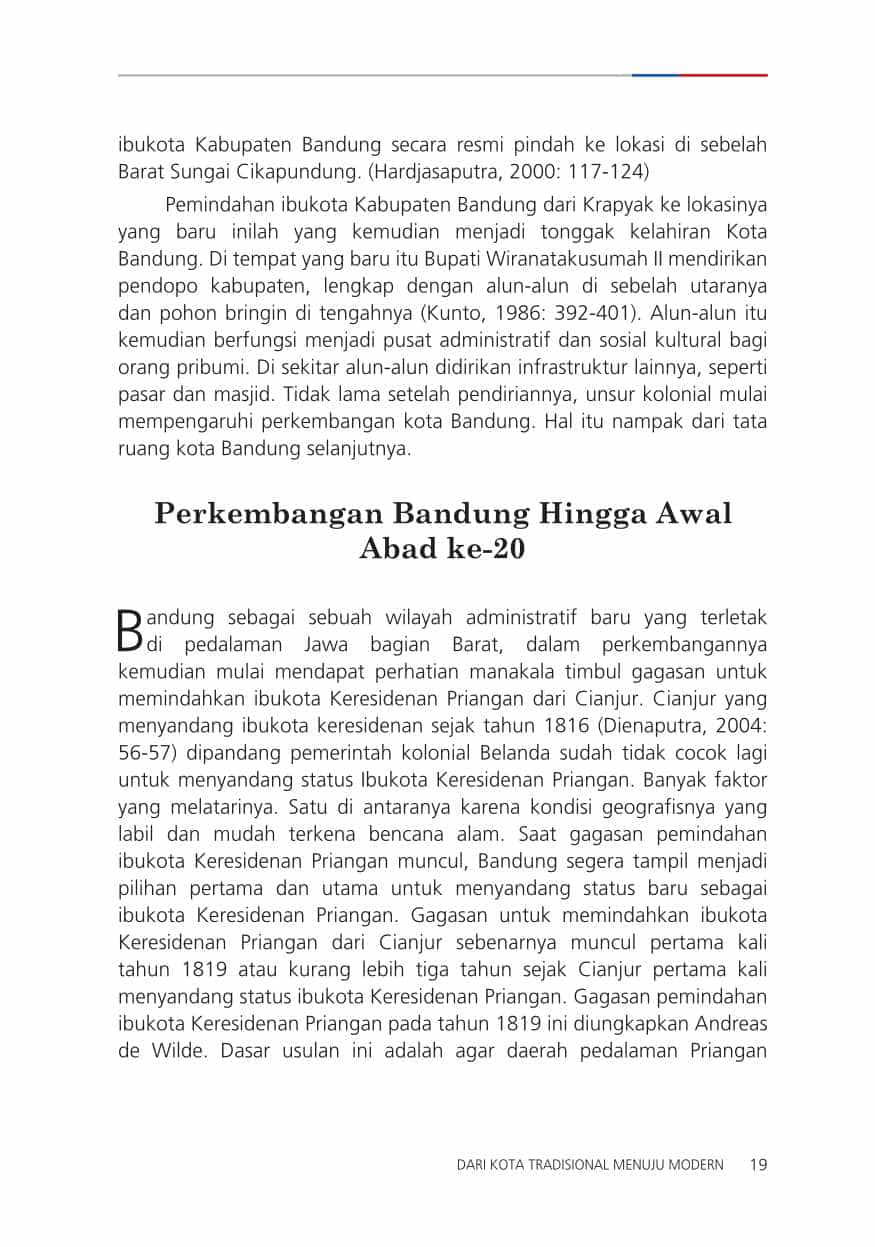 ibukota Kabupaten Bandung secara resmi pindah ke lokasi di sebelah
Barat Sungai Cikapundung. (Hardjasaputra, 2000: 117-124)
Pemindahan ibukota Kabupaten Bandung dari Krapyak ke lokasinya
yang baru inilah yang kemudian menjadi tonggak kelahiran Kota
Bandung. Di tempat yang baru itu Bupati Wiranatakusumah II mendirikan
pendopo kabupaten, lengkap dengan alun-alun di sebelah utaranya
dan pohon bringin di tengahnya (Kunto, 1986: 392-401). Alun-alun itu
kemudian berfungsi menjadi pusat administratif dan sosial kultural bagi
orang pribumi. Di sekitar alun-alun didirikan infrastruktur lainnya, seperti
pasar dan masjid. Tidak lama setelah pendiriannya, unsur kolonial mulai
mempengaruhi perkembangan kota Bandung. Hal itu nampak dari tata
ruang kota Bandung selanjutnya.
Perkembangan Bandung Hingga Awal
Abad ke-20
Bandung sebagai sebuah wilayah administratif baru yang terletak
di pedalaman Jawa bagian Barat, dalam perkembangannya
kemudian mulai mendapat perhatian manakala timbul gagasan untuk
memindahkan ibukota Keresidenan Priangan dari Cianjur. Cianjur yang
menyandang ibukota keresidenan sejak tahun 1816 (Dienaputra, 2004:
56-57) dipandang pemerintah kolonial Belanda sudah tidak cocok lagi
untuk menyandang status Ibukota Keresidenan Priangan. Banyak faktor
yang melatarinya. Satu di antaranya karena kondisi geografisnya yang
labil dan mudah terkena bencana alam. Saat gagasan pemindahan
ibukota Keresidenan Priangan muncul, Bandung segera tampil menjadi
pilihan pertama dan utama untuk menyandang status baru sebagai
ibukota Keresidenan Priangan. Gagasan untuk memindahkan ibukota
Keresidenan Priangan dari Cianjur sebenarnya muncul pertama kali
tahun 1819 atau kurang lebih tiga tahun sejak Cianjur pertama kali
menyandang status ibukota Keresidenan Priangan. Gagasan pemindahan
ibukota Keresidenan Priangan pada tahun 1819 ini diungkapkan Andreas
de Wilde. Dasar usulan ini adalah agar daerah pedalaman Priangan
DARI KOTA TRADISIONAL MENUJU MODERN 19